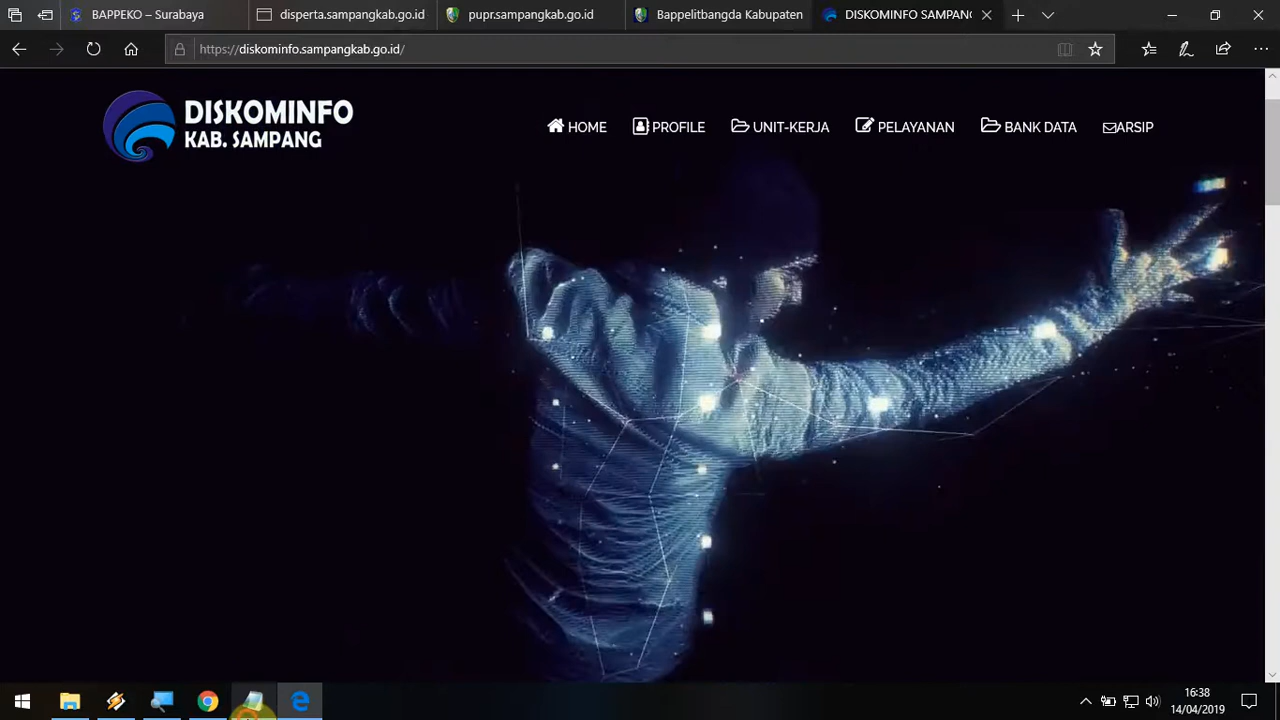 BAPPEKO – Surabaya
disperta.sampangkab.go.id
pupr.sampangkab.go.id
Bappelitbangda Kabupaten
DISKOMINFO SAMPANG
https://diskominfo.sampangkab.go.id/
DISKOMINFO
KAB. SAMPANG
HOME
PROFILE
UNIT-KERJA
PELAYANAN
BANK DATA
ARSIP
16:38
14/04/2019